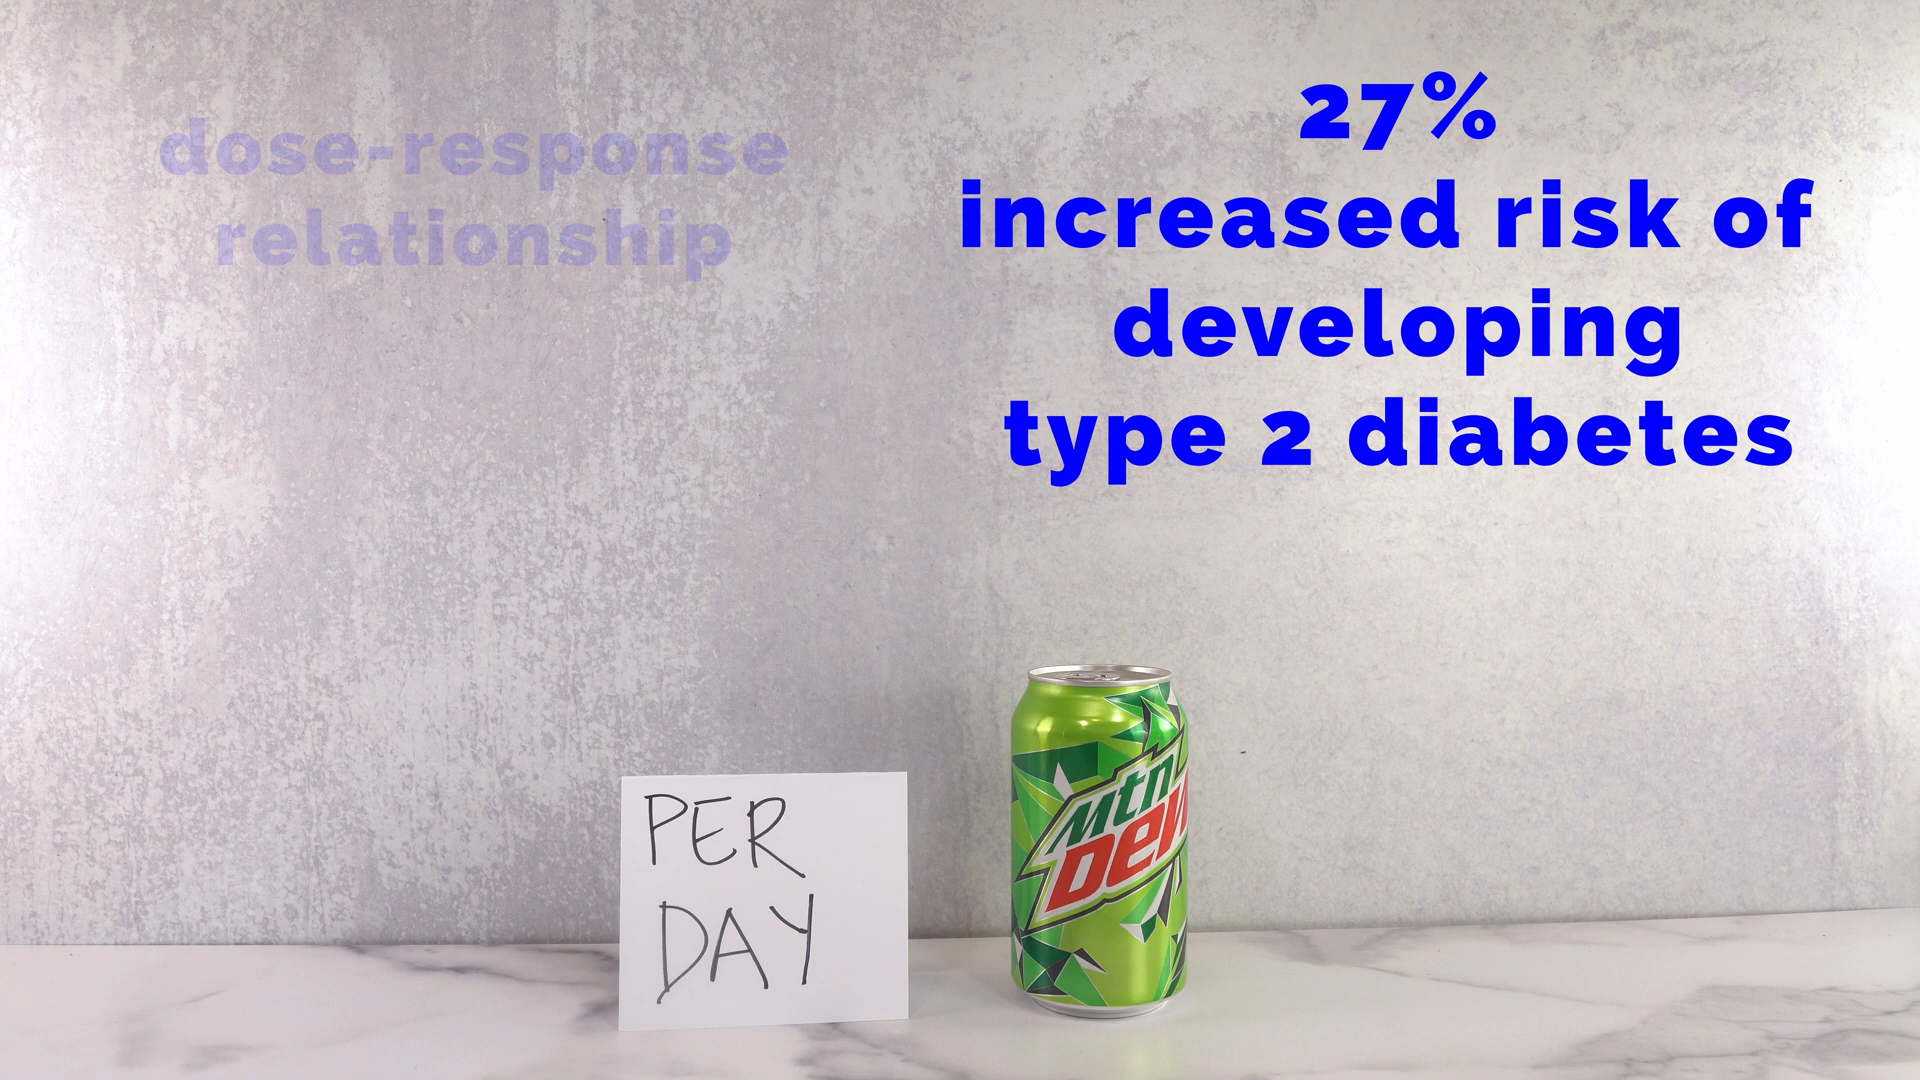 dose-response
relationship
27%
increased risk of
developing
type 2 diabetes
PER
DAY
Mtn
Dew